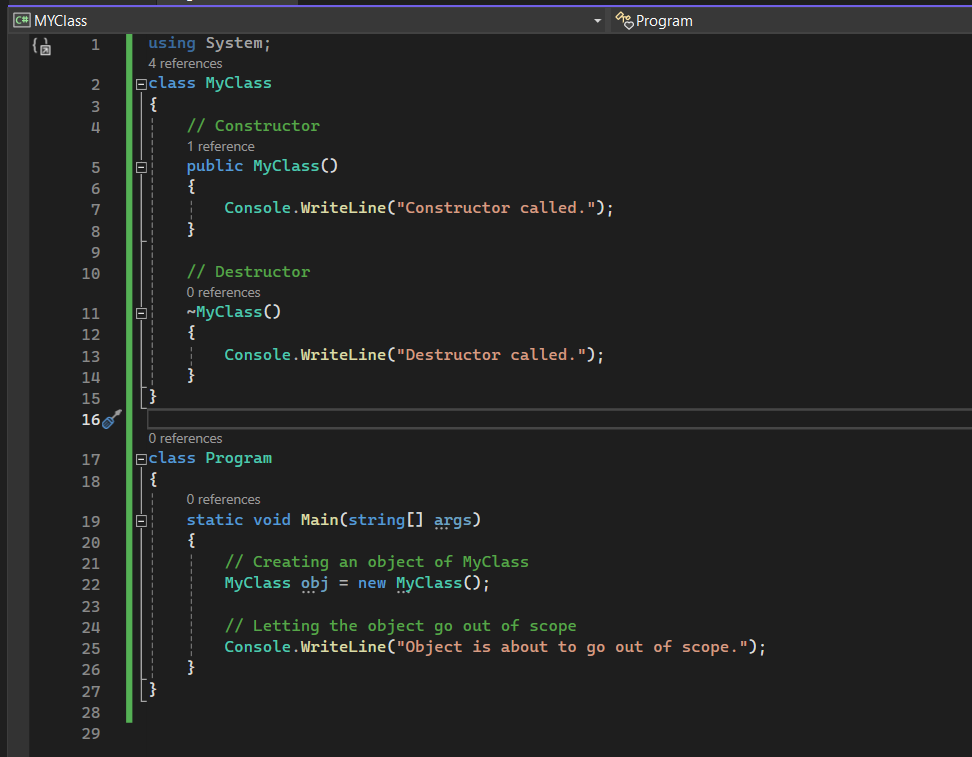 C# MYClass Program
1 using System;
4 references
2 class MyClass
3 {
4 // Constructor
1 reference
5 public MyClass()
6 {
7 Console.WriteLine("Constructor called.");
8 }
9
10 // Destructor
0 references
11 ~MyClass()
12 {
13 Console.WriteLine("Destructor called.");
14 }
15 }
16
0 references
17 class Program
18 {
0 references
19 static void Main(string[] args)
20 {
21 // Creating an object of MyClass
22 MyClass obj = new MyClass();
23
24 // Letting the object go out of scope
25 Console.WriteLine("Object is about to go out of scope.");
26 }
27 }
28
29